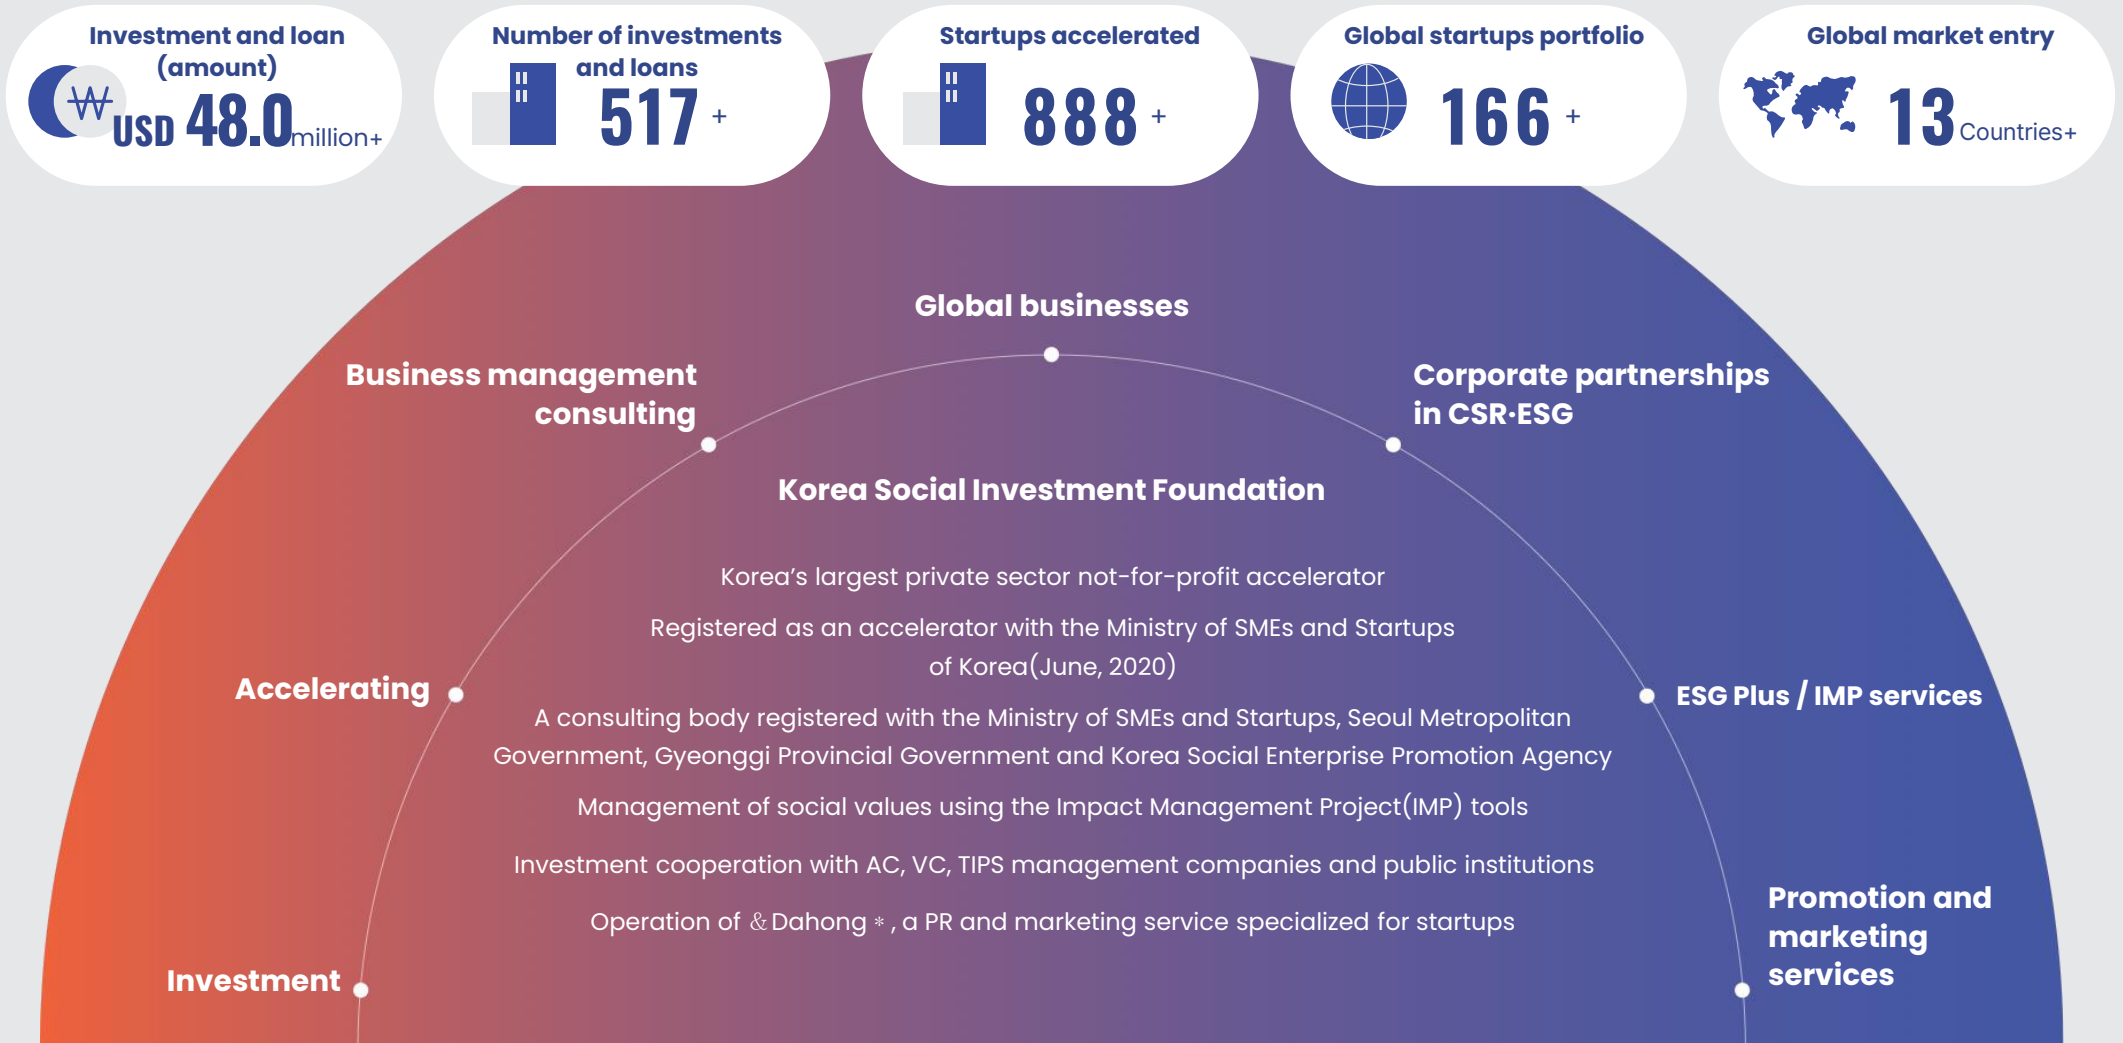 Investment and loan
(amount)
USD 48.0 million+
Number of investments
and loans
517 +
Startups accelerated
888 +
Global startups portfolio
166 +
Global market entry
13 Countries+
Global businesses
Business management
consulting
Corporate partnerships
in CSR·ESG
Korea Social Investment Foundation
Korea’s largest private sector not-for-profit accelerator
Registered as an accelerator with the Ministry of SMEs and Startups
of Korea(June, 2020)
Accelerating
ESG Plus / IMP services
A consulting body registered with the Ministry of SMEs and Startups, Seoul Metropolitan
Government, Gyeonggi Provincial Government and Korea Social Enterprise Promotion Agency
Management of social values using the Impact Management Project(IMP) tools
Investment cooperation with AC, VC, TIPS management companies and public institutions
Operation of & Dahong * , a PR and marketing service specialized for startups
Investment
Promotion and
marketing
services